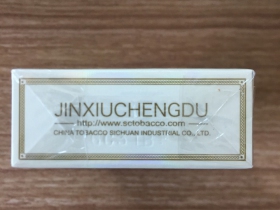 JINXIUCHENGDU
http://www.sctobacco.com
CHINA TOBACCO SICHUAN INDUSTRIAL CO., LTD.